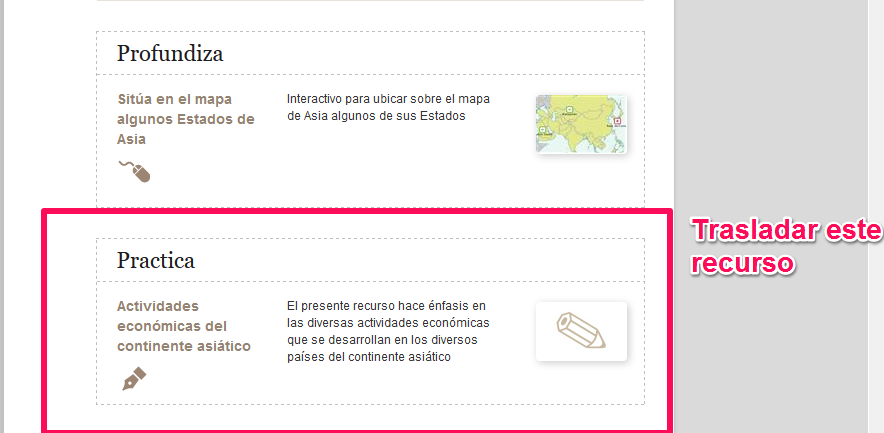 Profundiza
Sitúa en el mapa
algunos Estados de
Asia
Interactivo para ubicar sobre el mapa
de Asia algunos de sus Estados
Practica
Actividades
económicas del
continente asiático
El presente recurso hace énfasis en
las diversas actividades económicas
que se desarrollan en los diversos
países del continente asiático
Trasladar este
recurso